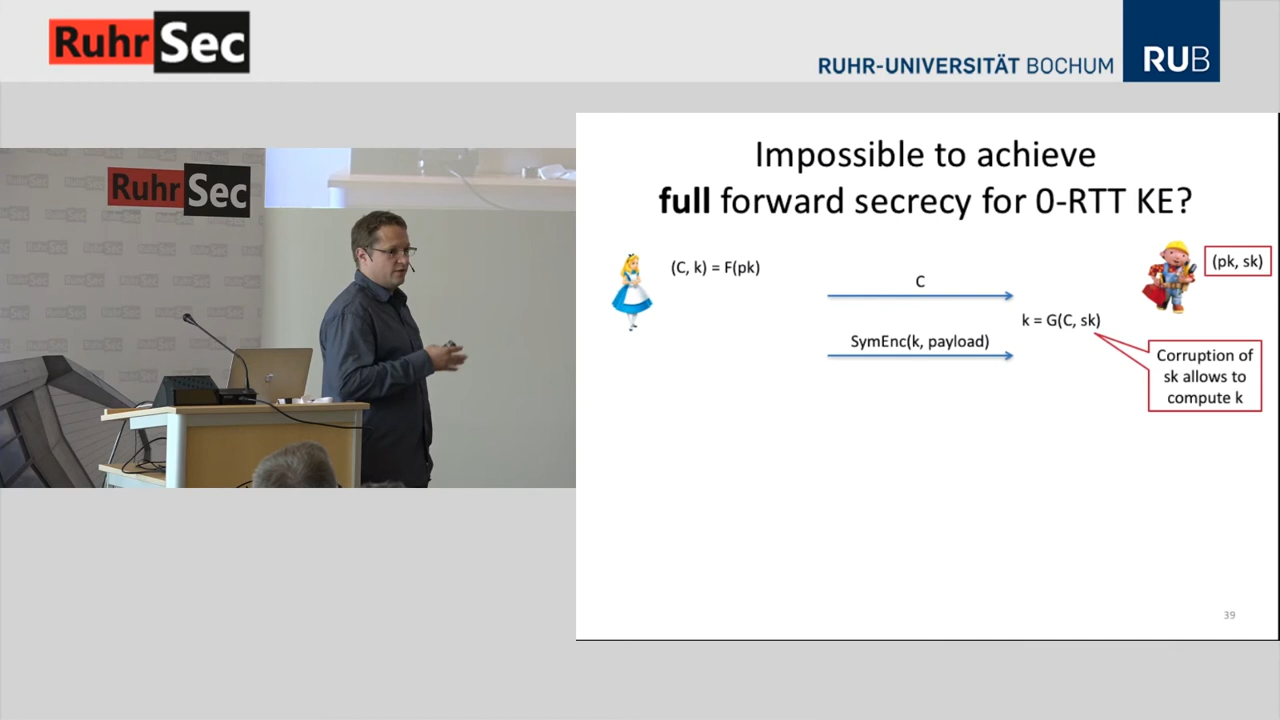 RuhrSec
RUHR-UNIVERSITÄT BOCHUM
RUB
RuhrSec
Impossible to achieve
full forward secrecy for 0-RTT KE?
(C, k) = F(pk)
C
(pk, sk)
k = G(C, sk)
SymEnc(k, payload)
Corruption of
sk allows to
compute k
39